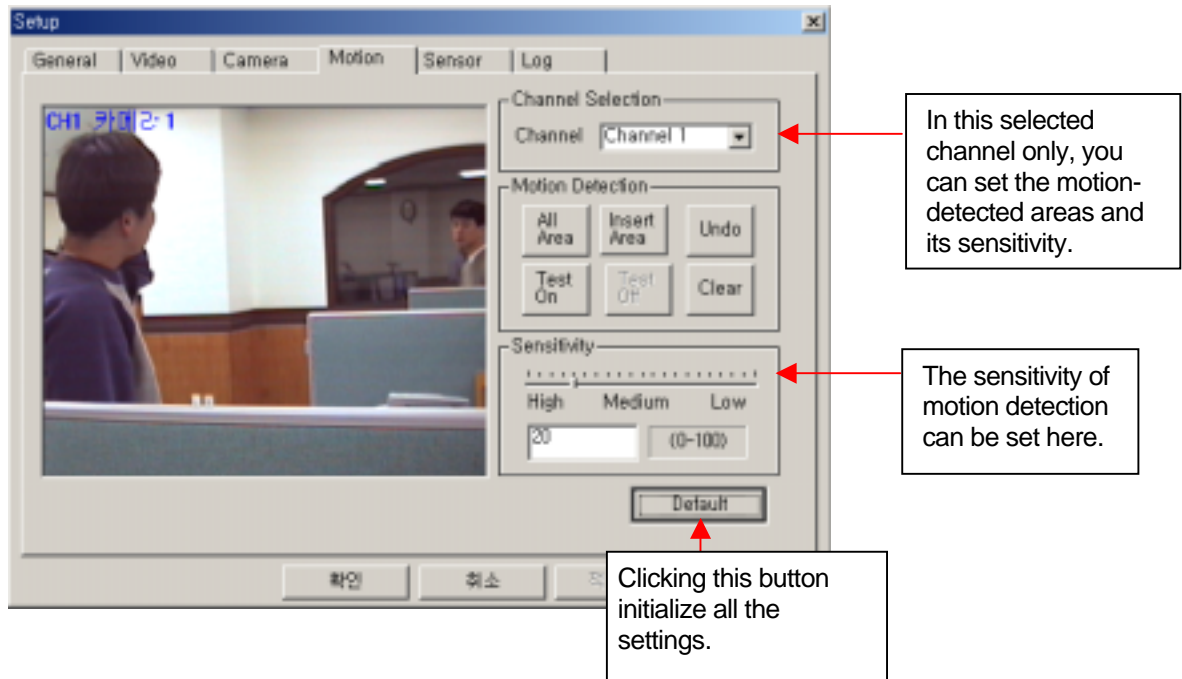 Setup
General Video Camera Motion Sensor Log
CH1 카메라 1
Channel Selection
Channel Channel 1
Motion Detection
All Area
Insert Area
Undo
Test On
Test Off
Clear
Sensitivity
High Medium Low
20 (0-100)
Default
확인 취소
In this selected
channel only, you
can set the motion-
detected areas and
its sensitivity.
The sensitivity of
motion detection
can be set here.
Clicking this button
initialize all the
settings.